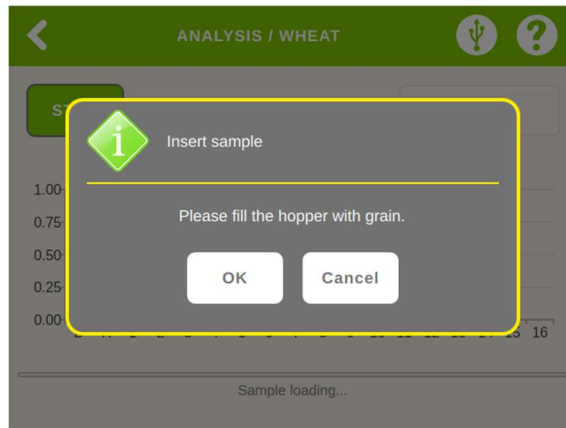 ANALYSIS / WHEAT
Insert sample
Please fill the hopper with grain.
OK Cancel
1.00
0.75
0.50
0.25
0.00
15 16
Sample loading...